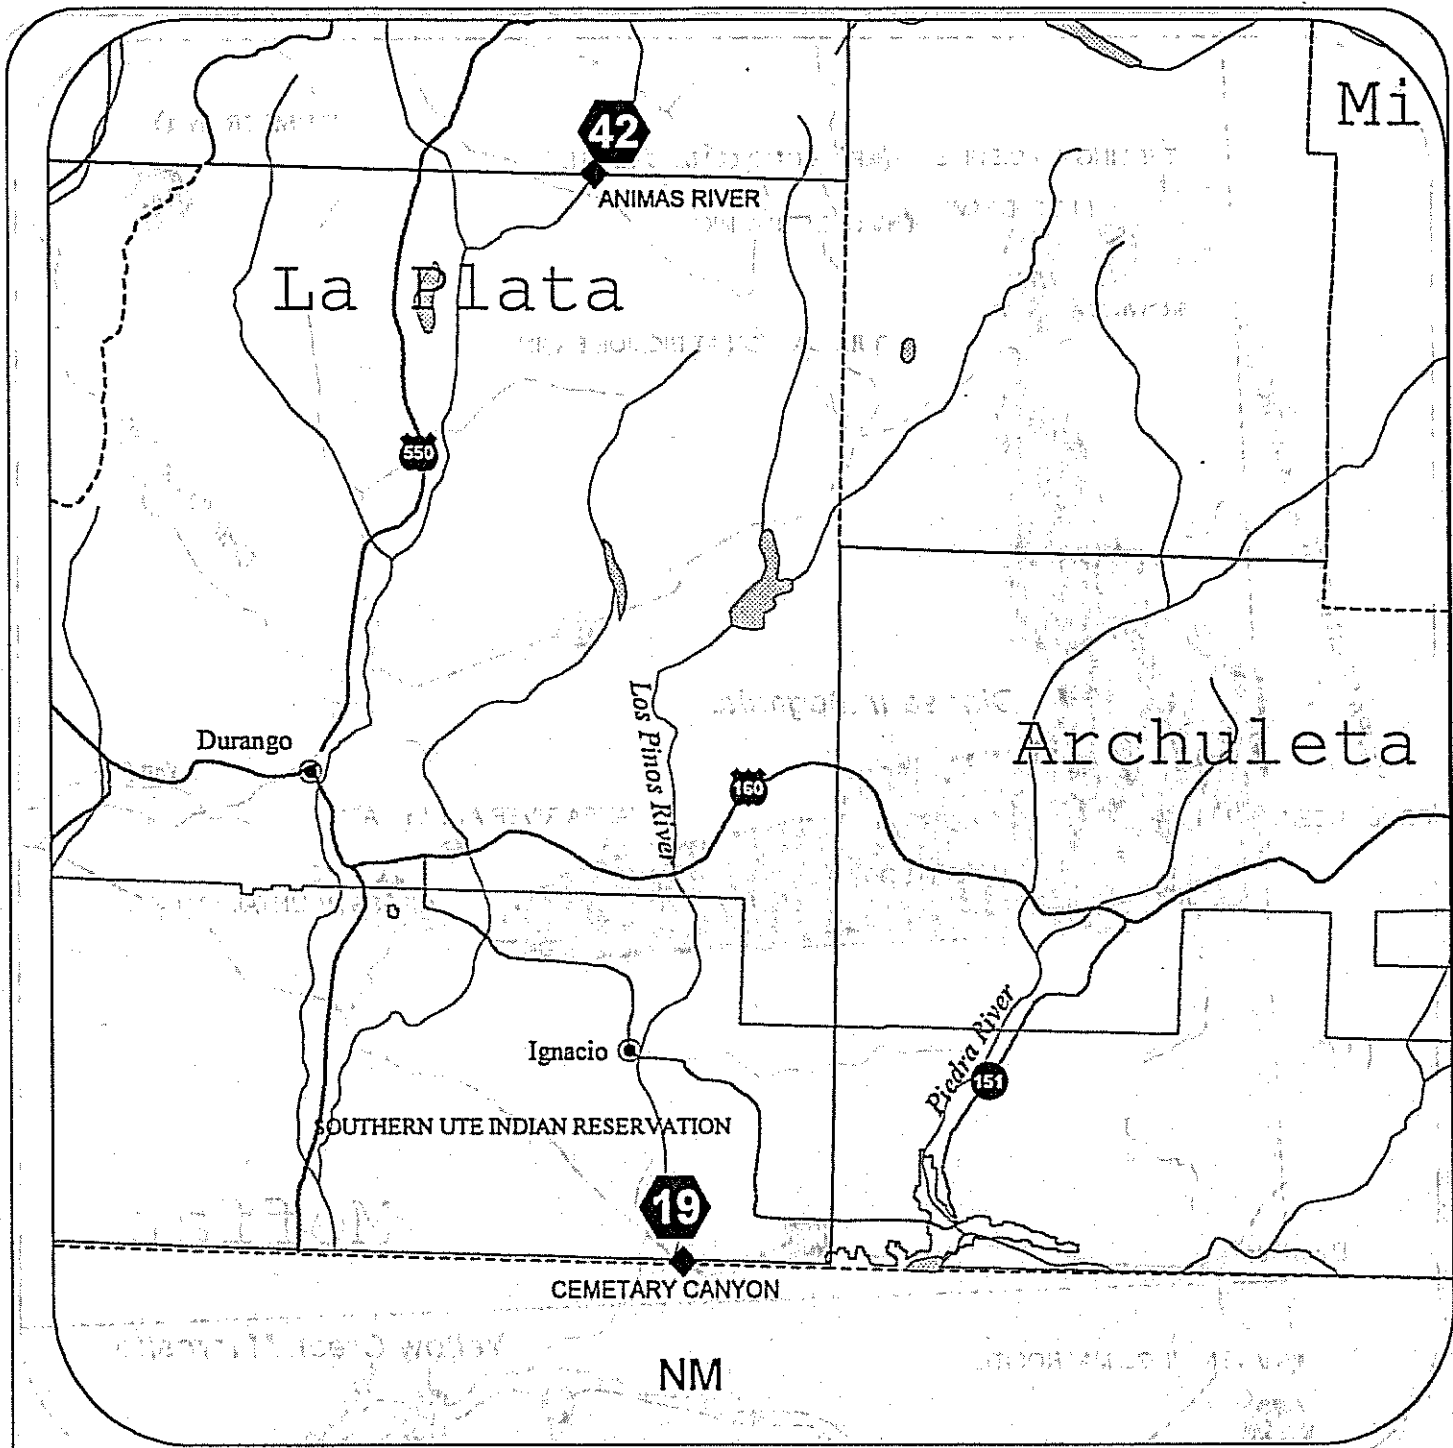 Mi
42
ANIMAS RIVER
La Plata
550
Los Pinos River
Durango
Archuleta
160
Piedra River
Ignacio
151
SOUTHERN UTE INDIAN RESERVATION
19
CEMETARY CANYON
NM